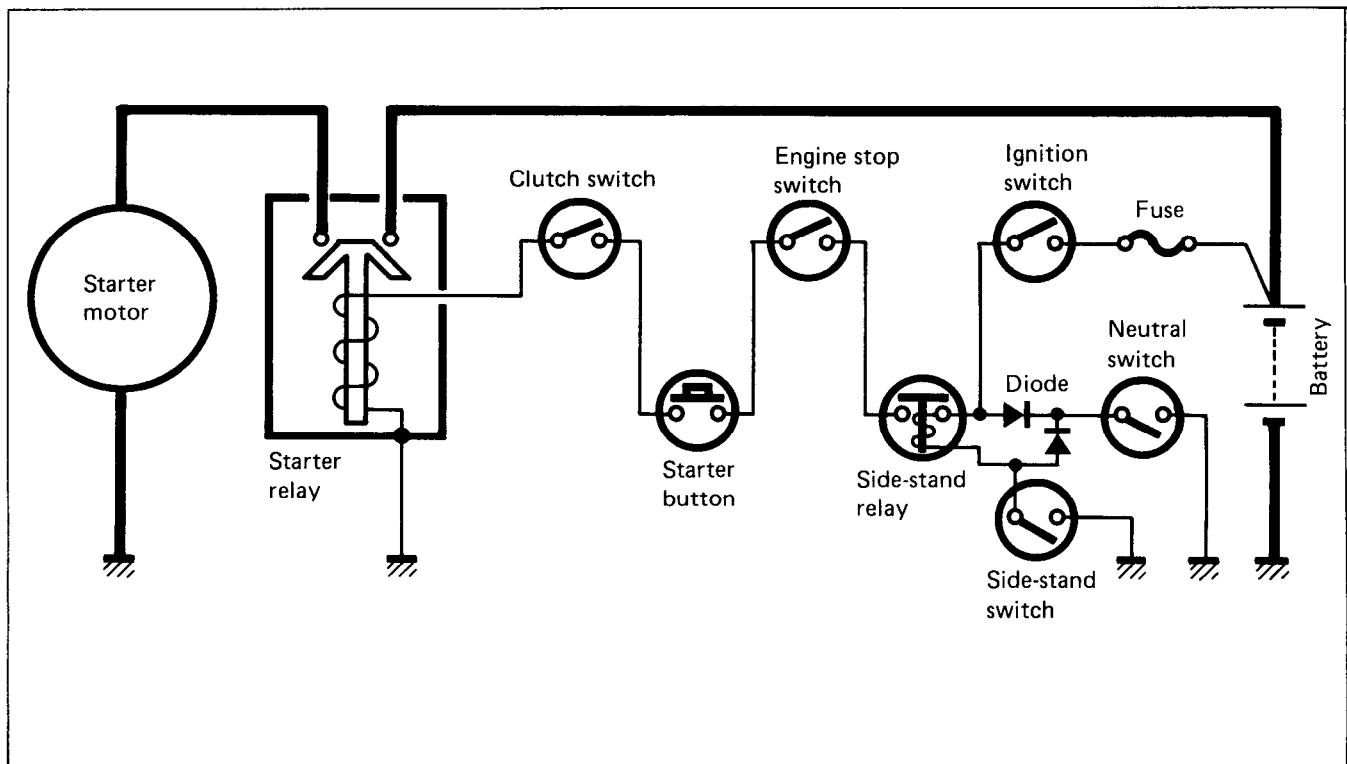 Clutch switch
Engine stop
switch
Ignition
switch
Fuse
Starter
motor
Neutral
switch
Battery
Diode
Starter
relay
Starter
button
Side-stand
relay
Side-stand
switch